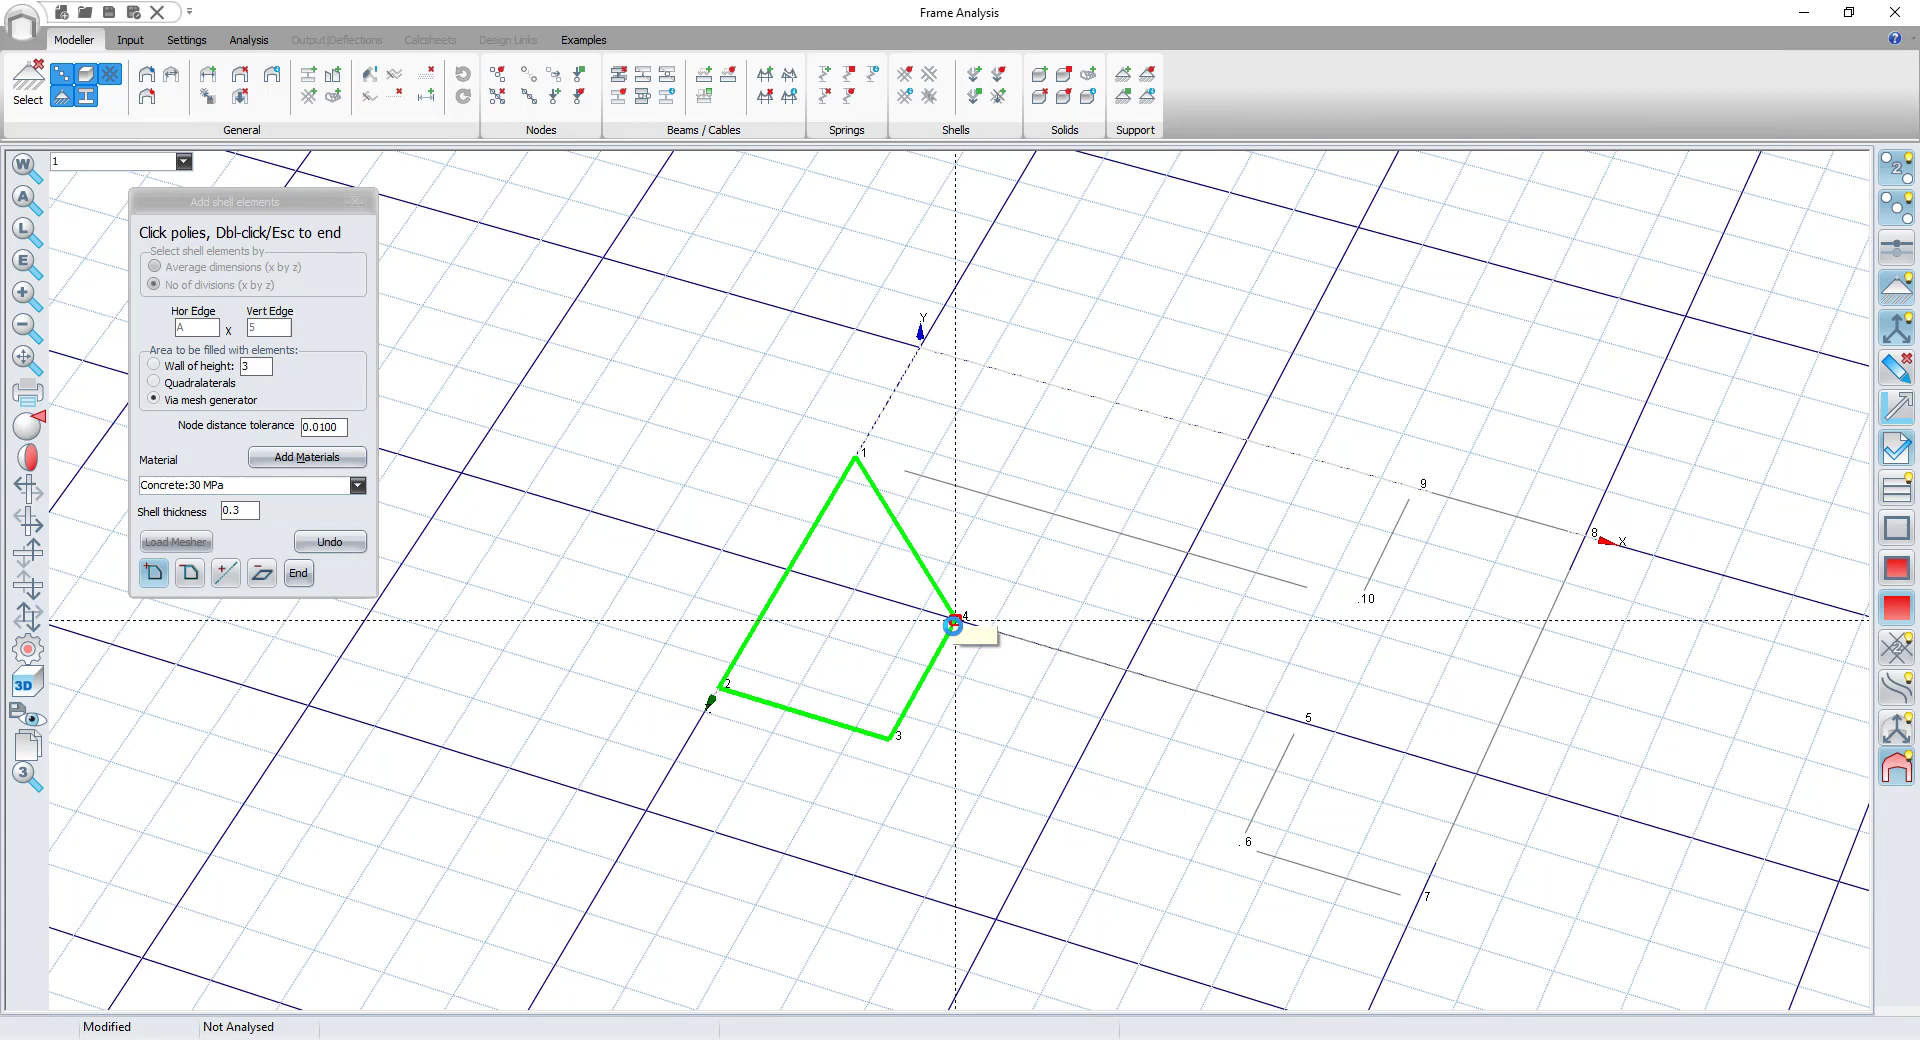 Frame Analysis
Modeller Input Settings Analysis Output|Deflections Calcsheets Design Links Examples
Select
General Nodes Beams / Cables Springs Shells Solids Support
1
Add shell elements
Click polies, Dbl-click/Esc to end
Select shell elements by
Average dimensions (x by z)
No of divisions (x by z)
Hor Edge Vert Edge
A X 5
Area to be filled with elements:
Wall of height: 3
Quadralaterals
Via mesh generator
Node distance tolerance 0.0100
Material Add Materials
Concrete:30 MPa
Shell thickness 0.3
Load Mesher Undo
End
W
A
L
E
3D
3
2
2
Y
1
9
8 X
.10
4
2
3
5
. 6
7
Modified Not Analysed